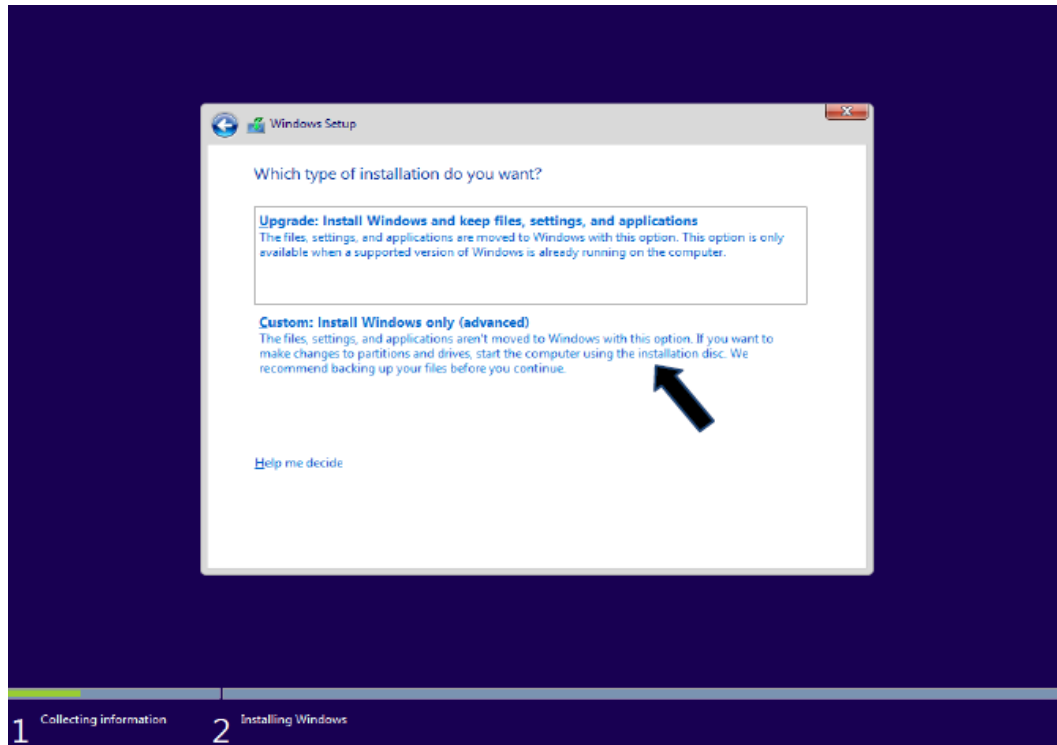 Windows Setup
Which type of installation do you want?
Upgrade: Install Windows and keep files, settings, and applications
The files, settings, and applications are moved to Windows with this option. This option is only
available when a supported version of Windows is already running on the computer.
Custom: Install Windows only (advanced)
The files, settings, and applications aren't moved to Windows with this option. If you want to
make changes to partitions and drives, start the computer using the installation disc. We
recommend backing up your files before you continue.
Help me decide
1 Collecting information 2 Installing Windows